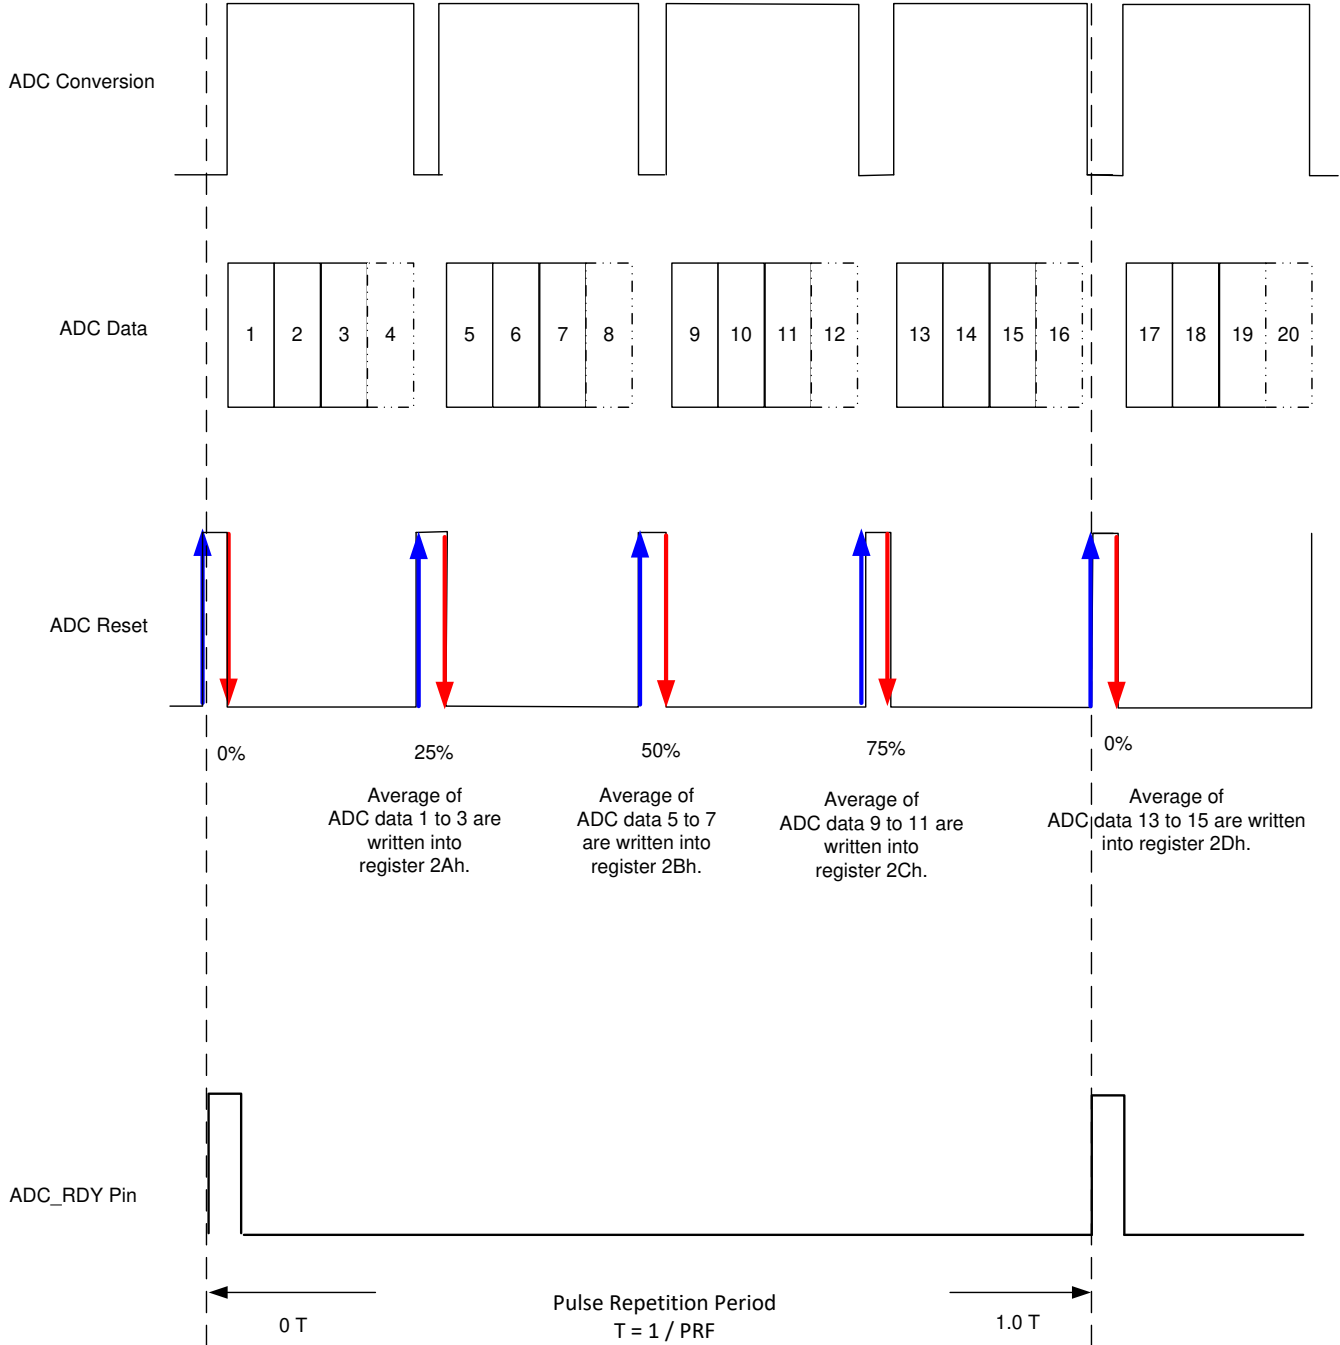 ADC Conversion
ADC Data
1 2 3 4 5 6 7 8 9 10 11 12 13 14 15 16 17 18 19 20
ADC Reset
0% 25% 50% 75% 0%
Average of
ADC data 1 to 3 are
written into
register 2Ah.
Average of
ADC data 5 to 7
are written into
register 2Bh.
Average of
ADC data 9 to 11 are
written into
register 2Ch.
Average of
ADC data 13 to 15 are written
into register 2Dh.
ADC_RDY Pin
0 T
Pulse Repetition Period
T = 1 / PRF
1.0 T